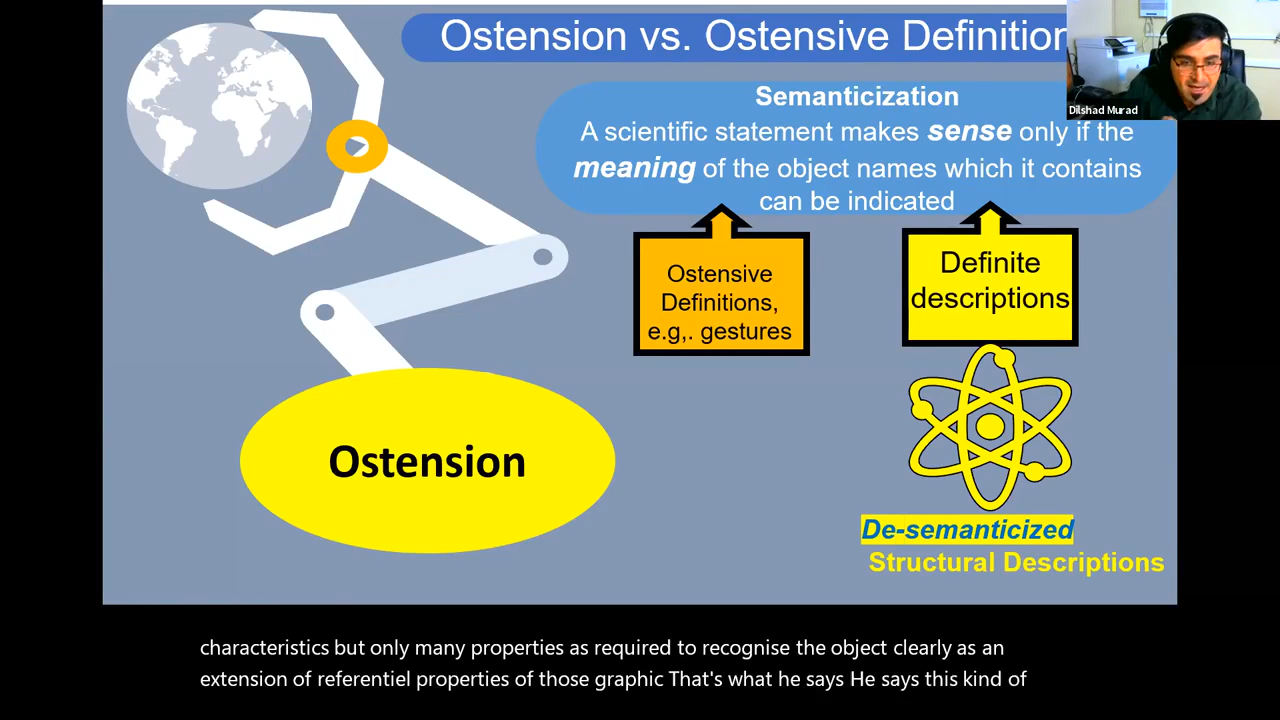 Ostension vs. Ostensive Definition
Dilshad Murad
Semanticization
A scientific statement makes sense only if the
meaning of the object names which it contains
can be indicated
Ostensive
Definitions,
e.g,. gestures
Definite
descriptions
Ostension
De-semanticized
Structural Descriptions
characteristics but only many properties as required to recognise the object clearly as an
extension of referentiel properties of those graphic That's what he says He says this kind of